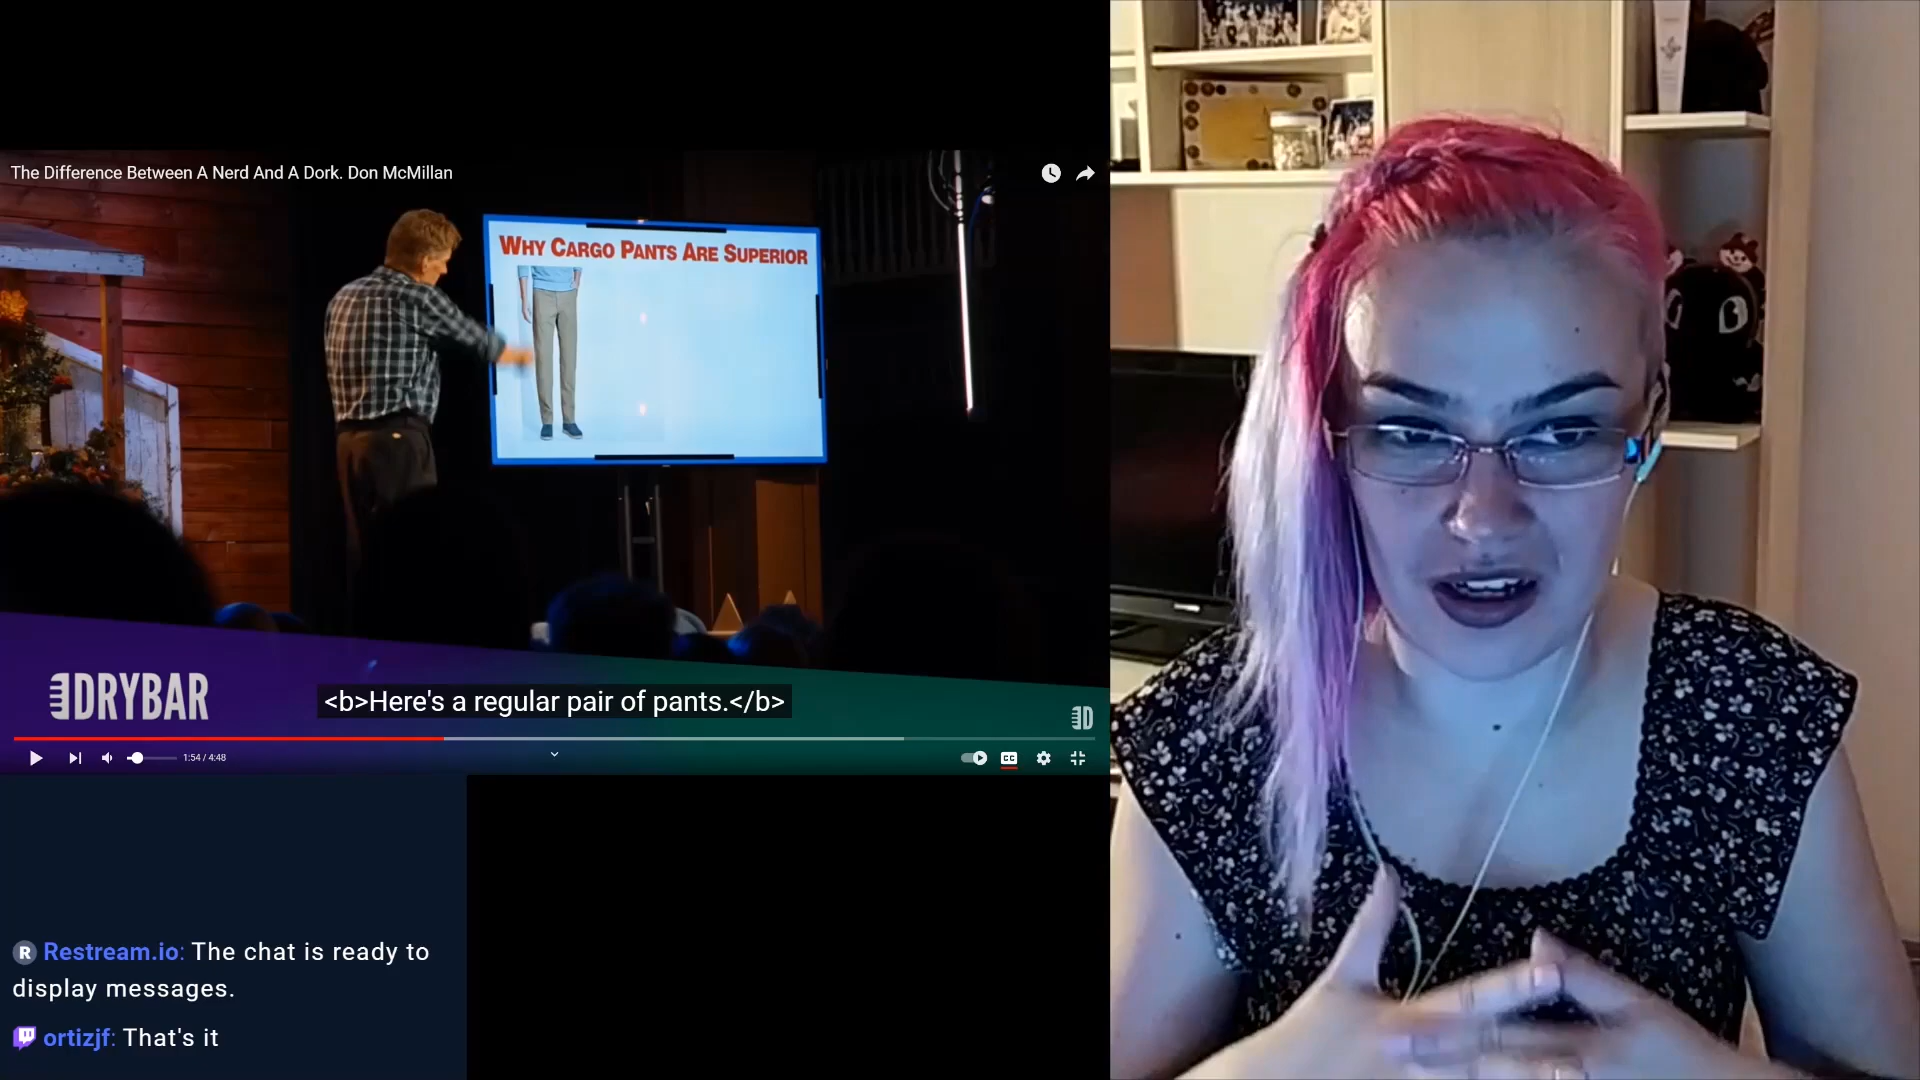 The Difference Between A Nerd And A Dork. Don McMillan
WHY CARGO PANTS ARE SUPERIOR
DRYBAR
<b>Here's a regular pair of pants.</b>
1:54 / 4:48
CC
R Restream.io: The chat is ready to
display messages.
ortizjf: That's it